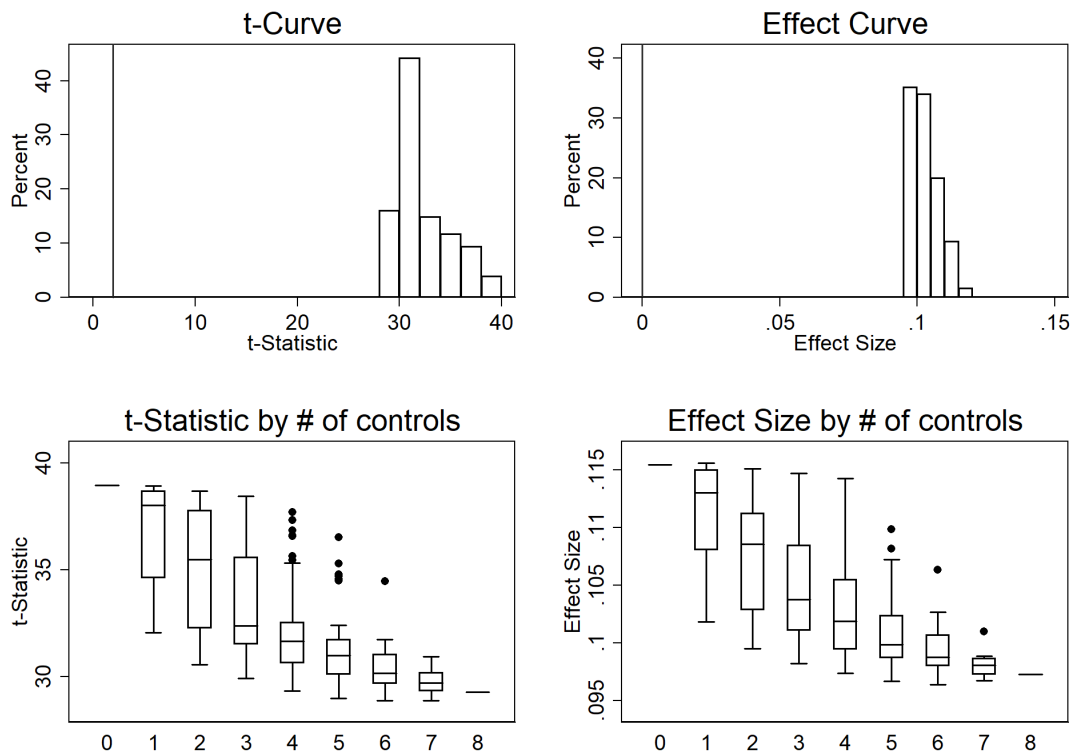 t-Curve
Percent
0 10 20 30 40
0 10 20 30 40
t-Statistic
Effect Curve
Percent
0 10 20 30 40
0 .05 .1 .15
Effect Size
t-Statistic by # of controls
t-Statistic
30 35 40
0 1 2 3 4 5 6 7 8
Effect Size by # of controls
Effect Size
.095 .1 .105 .11 .115
0 1 2 3 4 5 6 7 8